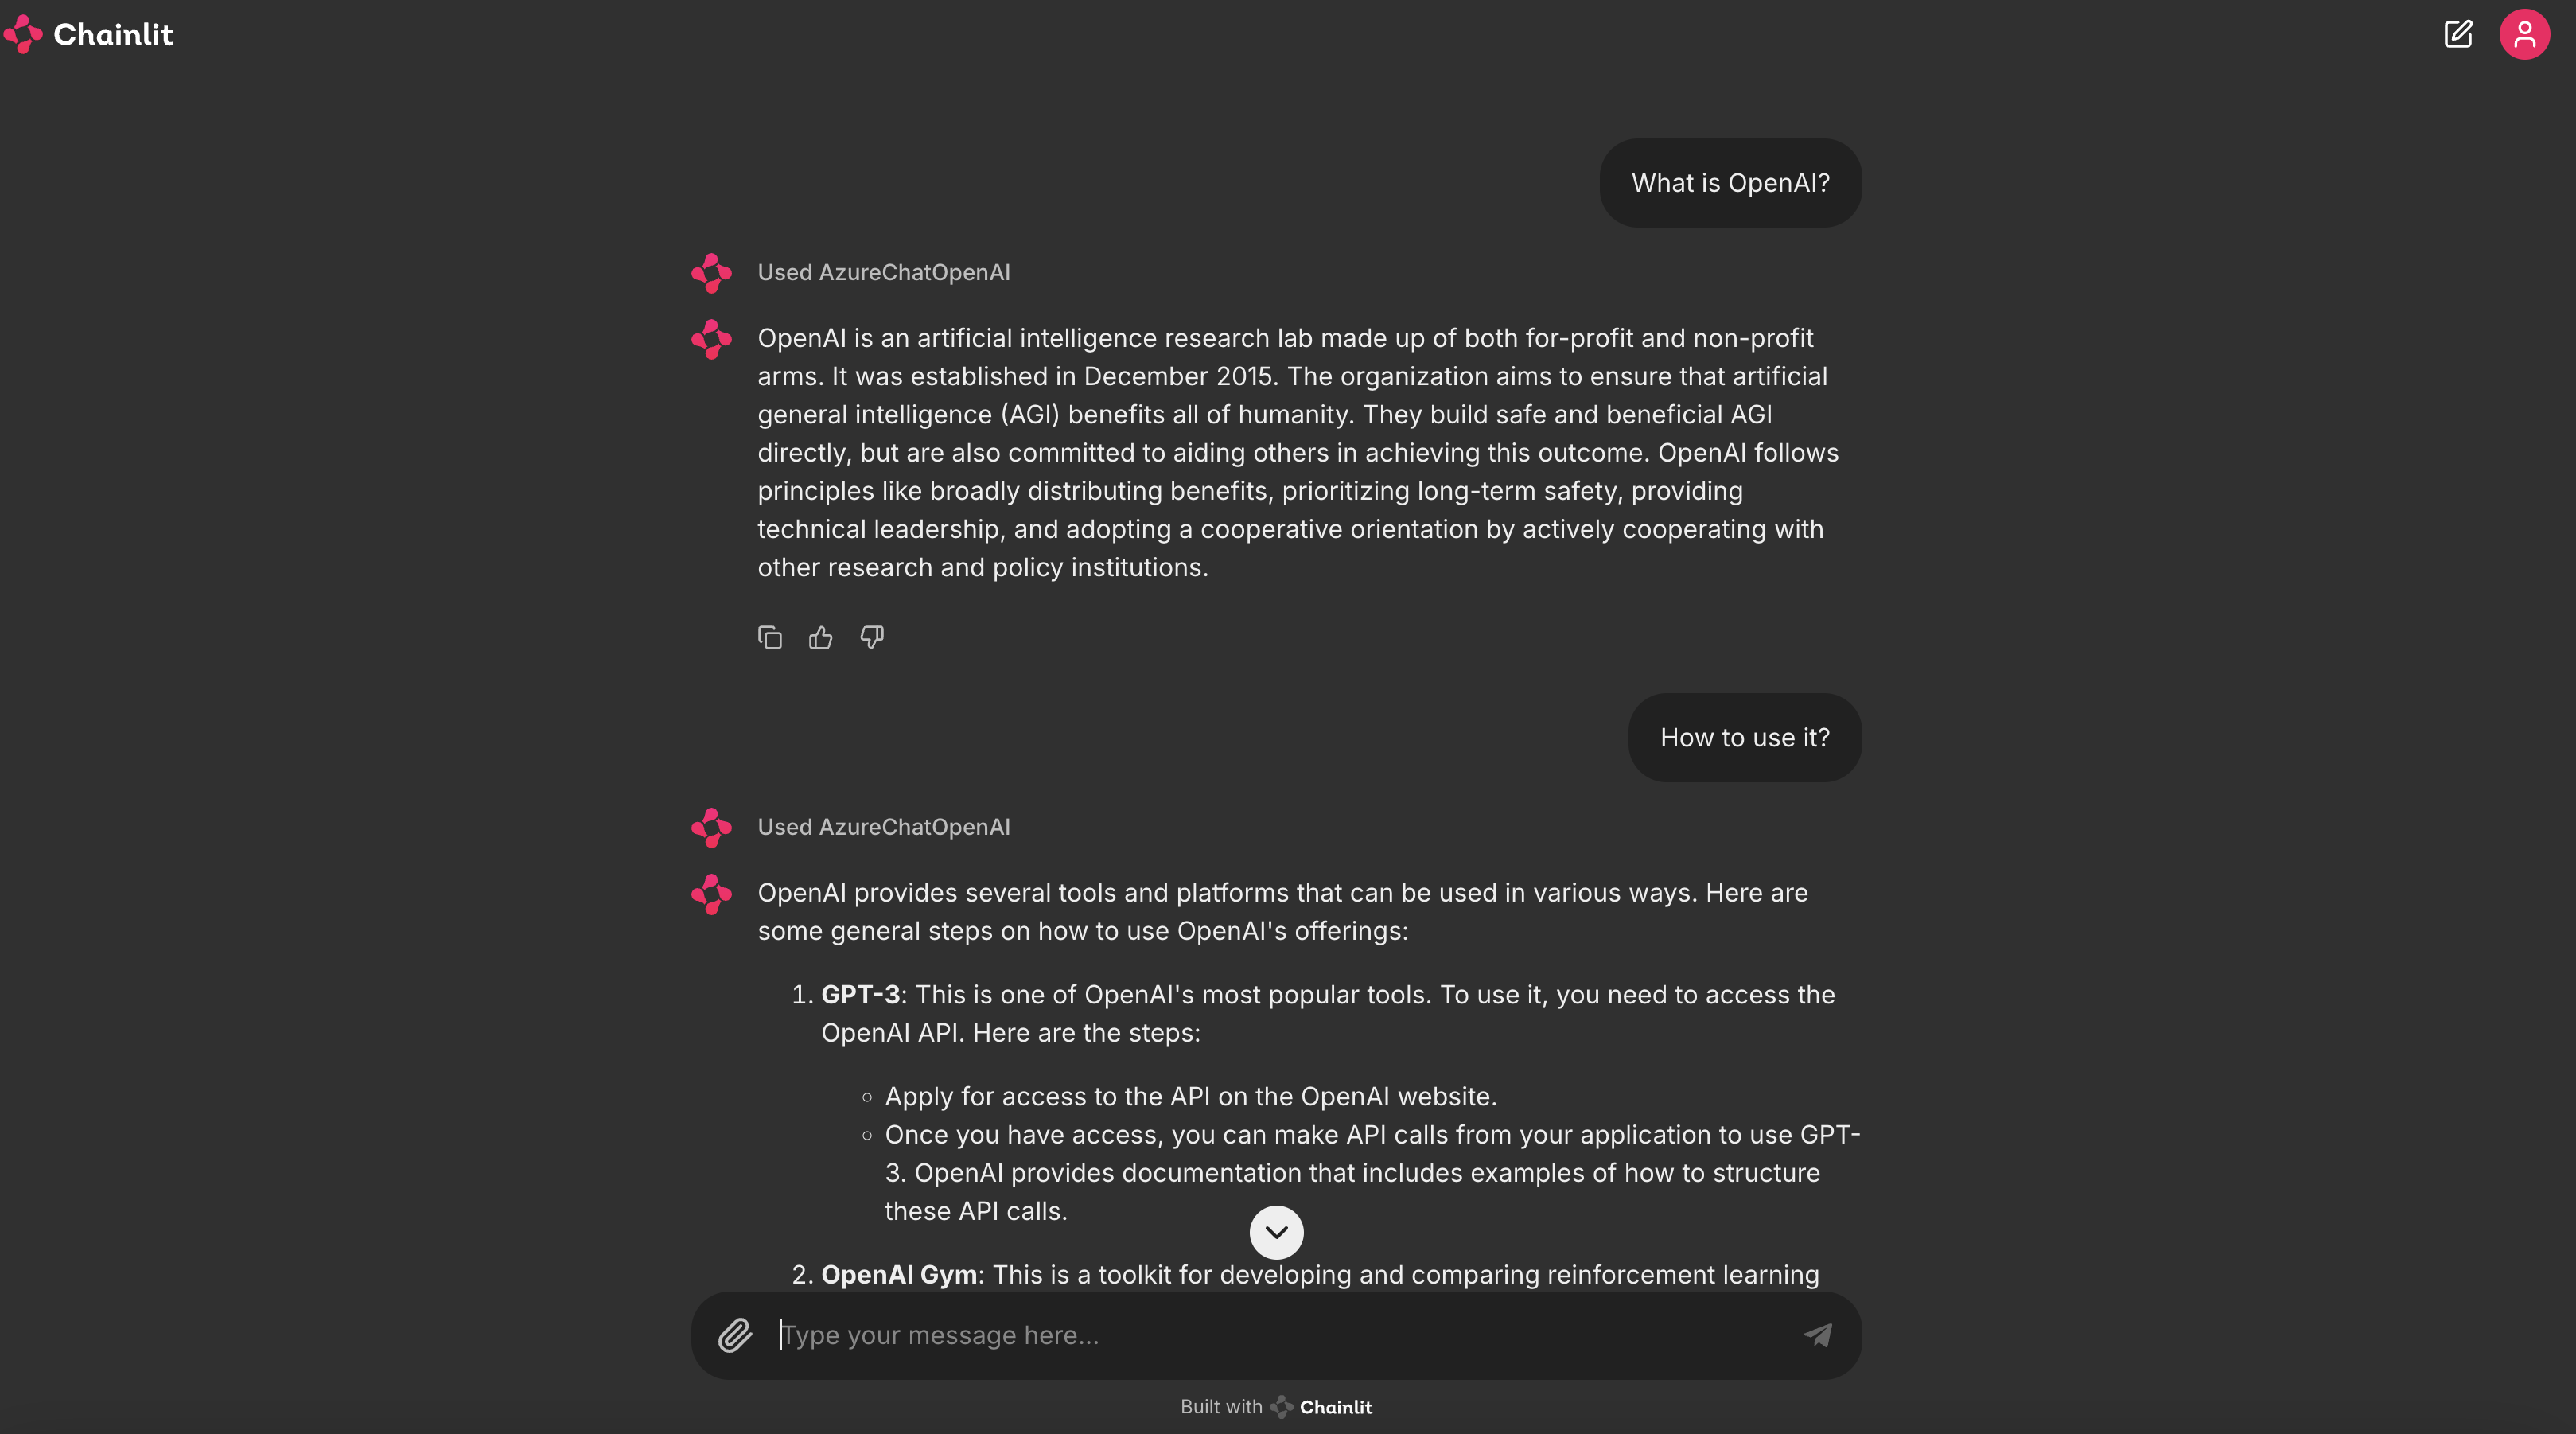 Chainlit
What is OpenAI?
Used AzureChatOpenAI
OpenAI is an artificial intelligence research lab made up of both for-profit and non-profit
arms. It was established in December 2015. The organization aims to ensure that artificial
general intelligence (AGI) benefits all of humanity. They build safe and beneficial AGI
directly, but are also committed to aiding others in achieving this outcome. OpenAI follows
principles like broadly distributing benefits, prioritizing long-term safety, providing
technical leadership, and adopting a cooperative orientation by actively cooperating with
other research and policy institutions.
How to use it?
Used AzureChatOpenAI
OpenAI provides several tools and platforms that can be used in various ways. Here are
some general steps on how to use OpenAI's offerings:
1. GPT-3: This is one of OpenAI's most popular tools. To use it, you need to access the
OpenAI API. Here are the steps:
◦ Apply for access to the API on the OpenAI website.
◦ Once you have access, you can make API calls from your application to use GPT-
3. OpenAI provides documentation that includes examples of how to structure
these API calls.
2. OpenAI Gym: This is a toolkit for developing and comparing reinforcement learning
Type your message here...
Built with Chainlit